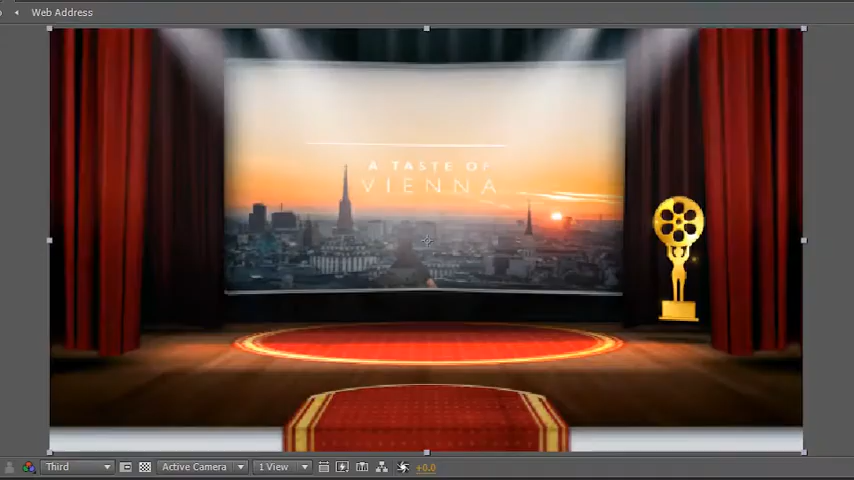 Web Address
A TASTE OF
VIENNA
Third
Active Camera
1 View
+0.0